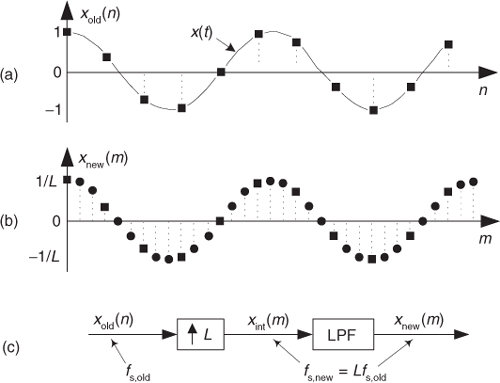 x_old(n)
x(t)
1
(a)
0
n
−1
x_new(m)
1/L
(b)
0
m
−1/L
x_old(n) x_int(m) x_new(m)
(c)
↑ L
LPF
f_s,old
f_s,new = Lf_s,old